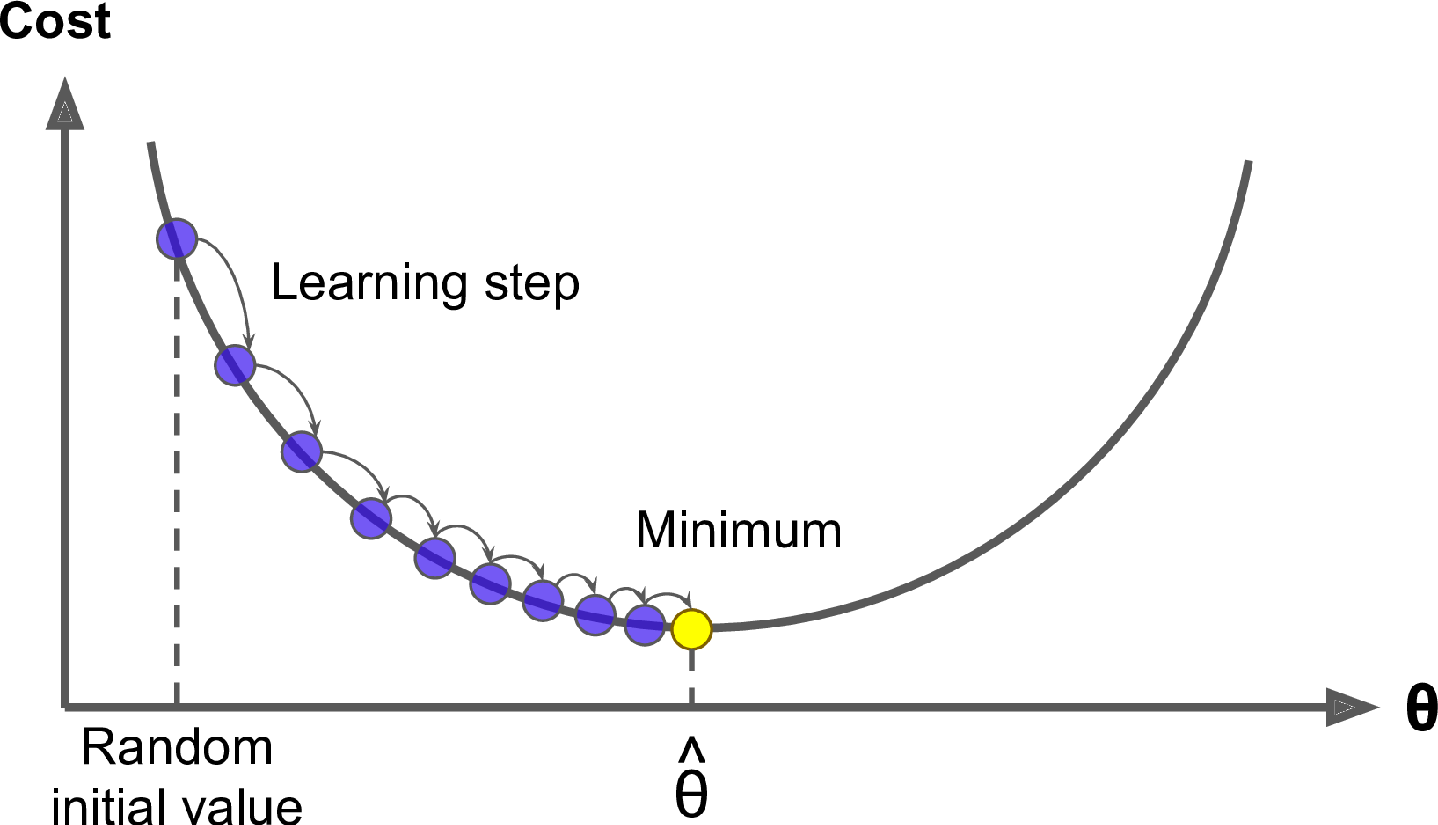 Cost
Learning step
Minimum
θ
Random
initial value
θ̂